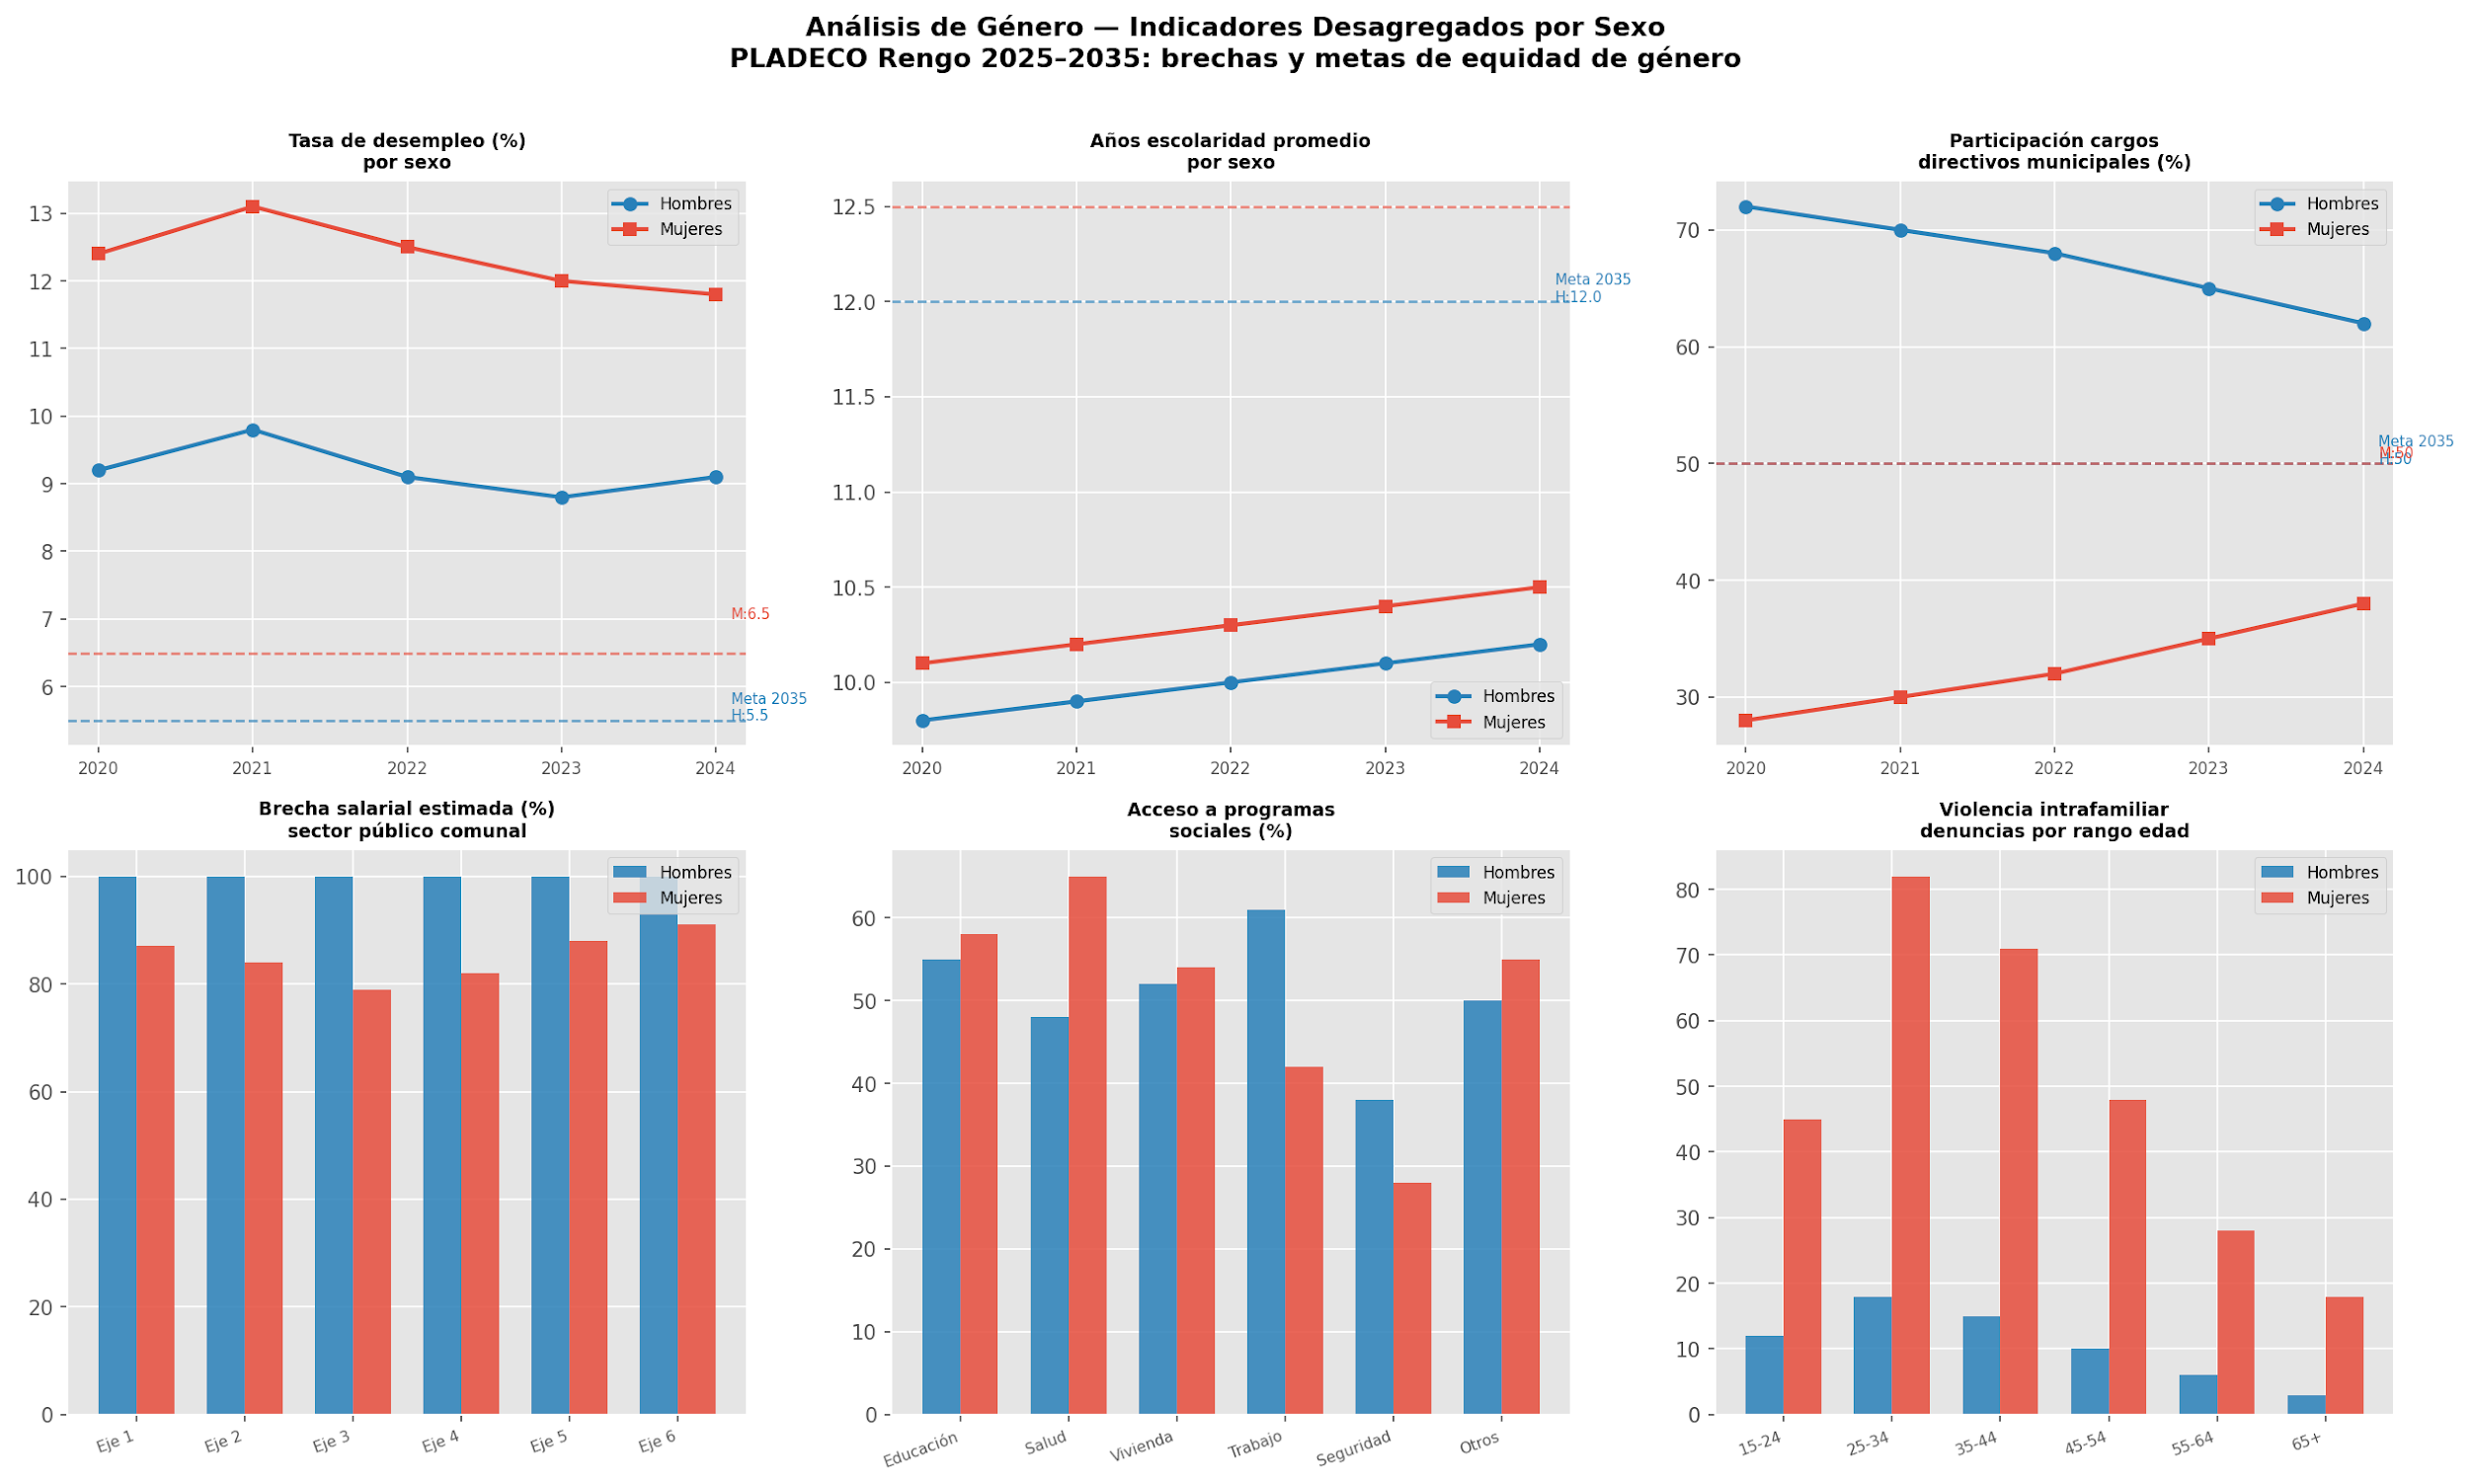 Análisis de Género — Indicadores Desagregados por Sexo
PLADECO Rengo 2025–2035: brechas y metas de equidad de género
Tasa de desempleo (%)
por sexo
13
12
11
10
9
8
7
6
Hombres
Mujeres
M:6.5
Meta 2035
H:5.5
2020
2021
2022
2023
2024
Años escolaridad promedio
por sexo
12.5
12.0
11.5
11.0
10.5
10.0
Meta 2035
H:12.0
Hombres
Mujeres
2020
2021
2022
2023
2024
Participación cargos
directivos municipales (%)
70
60
50
40
30
Hombres
Mujeres
Meta 2035
M:50
H:50
2020
2021
2022
2023
2024
Brecha salarial estimada (%)
sector público comunal
100
80
60
40
20
0
Hombres
Mujeres
Eje 1
Eje 2
Eje 3
Eje 4
Eje 5
Eje 6
Acceso a programas
sociales (%)
60
50
40
30
20
10
0
Hombres
Mujeres
Educación
Salud
Vivienda
Trabajo
Seguridad
Otros
Violencia intrafamiliar
denuncias por rango edad
80
70
60
50
40
30
20
10
0
Hombres
Mujeres
15-24
25-34
35-44
45-54
55-64
65+